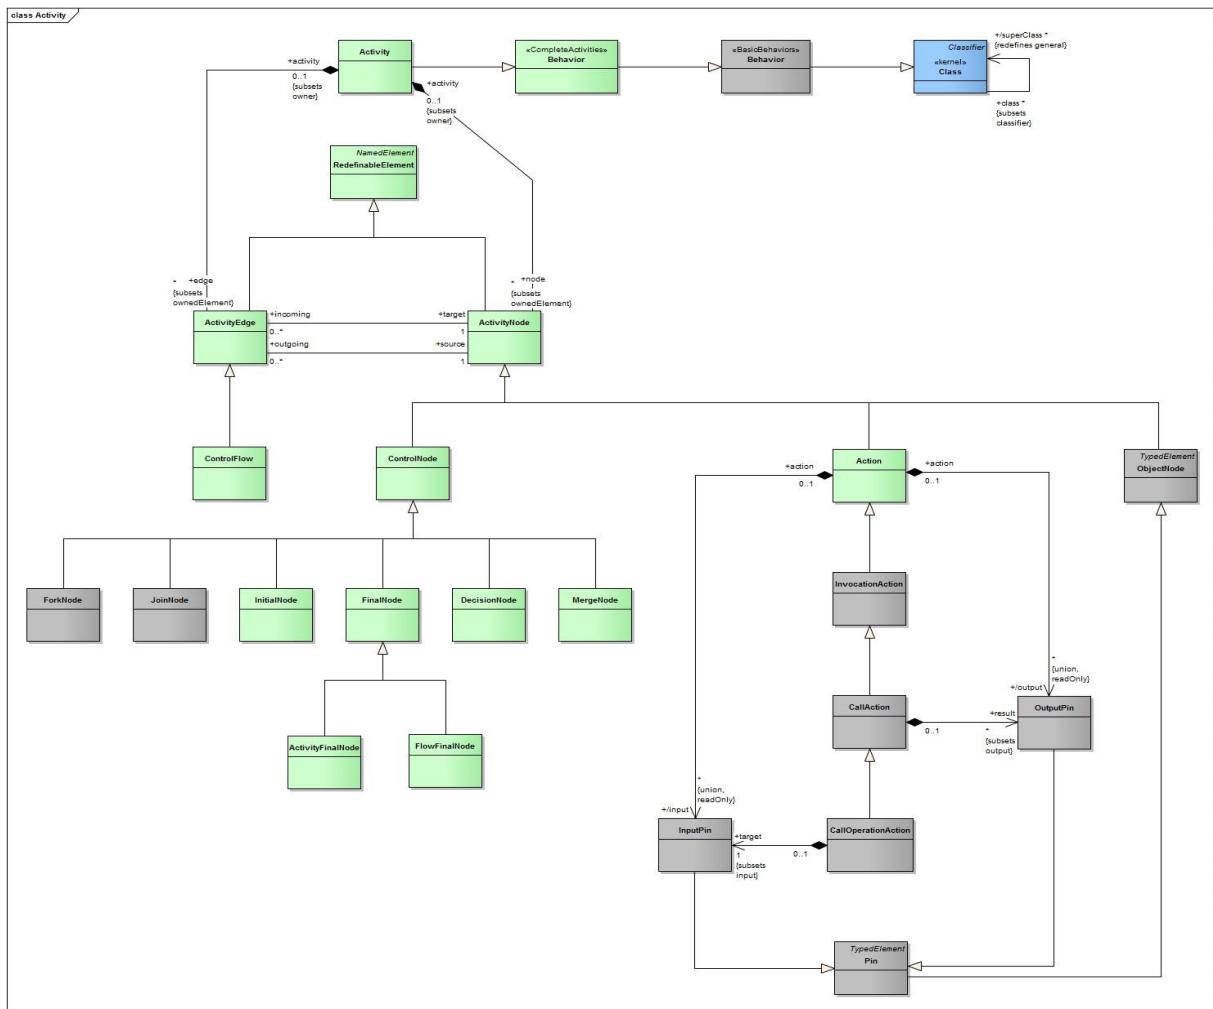 class Activity
Activity
«CompleteActivities»
Behavior
«BasicBehaviors»
Behavior
Classifier
«kernel»
Class
+/superClass *
{redefines general}
+class *
{subsets
classifier}
+activity
0..1
{subsets
owner}
+activity
0..1
{subsets
owner}
NamedElement
RedefinableElement
* +edge
{subsets
ownedElement}
* +node
{subsets
ownedElement}
ActivityEdge
+incoming
0..*
+outgoing
0..*
+target
1
+source
1
ActivityNode
ControlFlow
ControlNode
+action
0..1
Action
+action
0..1
TypedElement
ObjectNode
ForkNode
JoinNode
InitialNode
FinalNode
DecisionNode
MergeNode
InvocationAction
ActivityFinalNode
FlowFinalNode
CallAction
0..1
+result
*
{subsets
output}
*
{union,
readOnly}
+/output
OutputPin
*
{union,
readOnly}
+/input
InputPin
+target
1
{subsets
input}
0..1
CallOperationAction
TypedElement
Pin